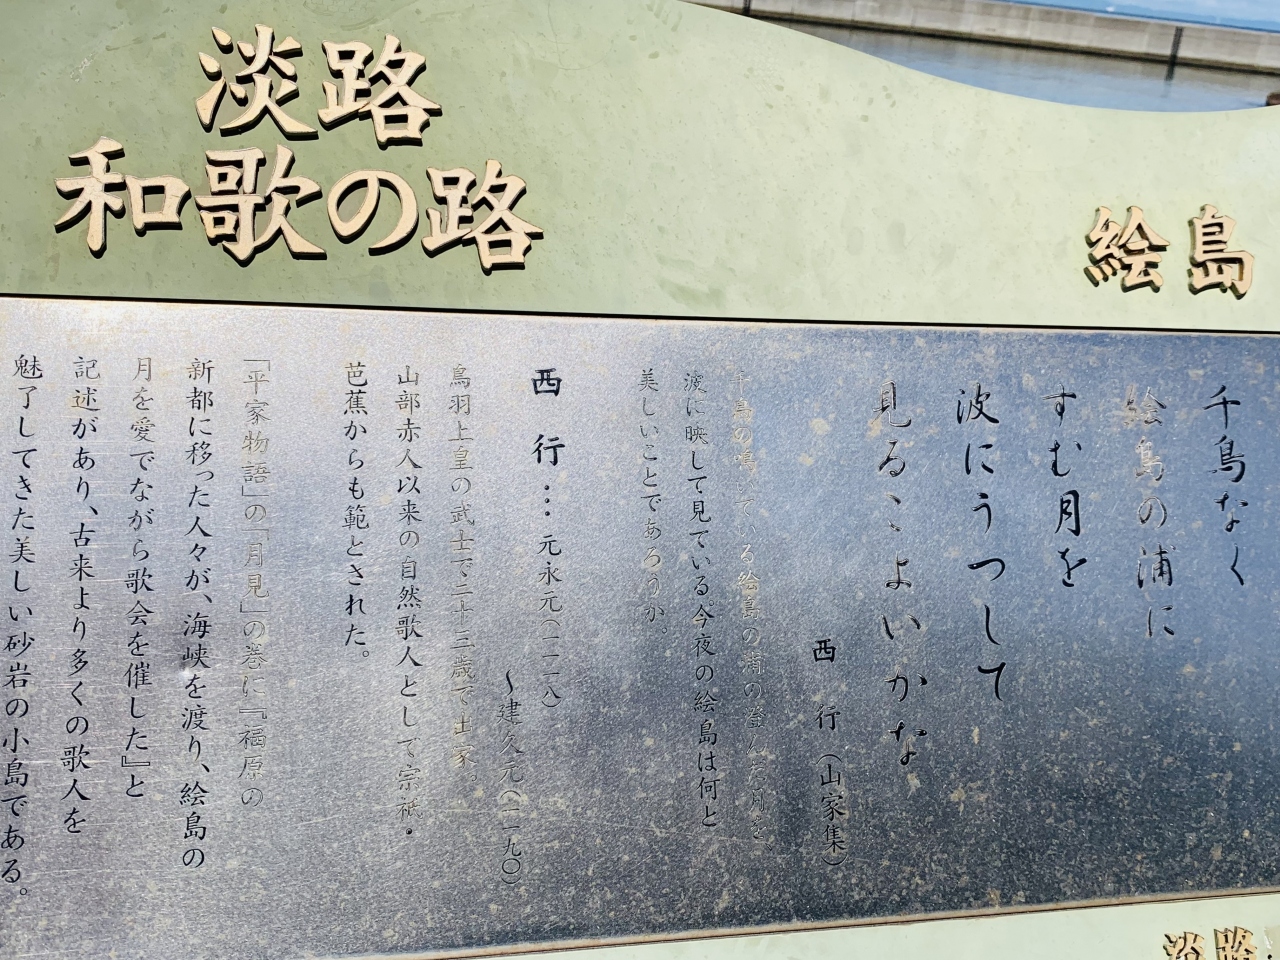 淡路
和歌の路
絵島
千鳥なく
絵島の浦に
すむ月を
波にうつして
見るこよいかな
西行（山家集）
千鳥の鳴いている絵島の浦の澄んだ月を
波に映して見ている。今夜の絵島は何と
美しいことであろうか。
西行…元永元（一一一八）
～建久元（一一九〇）
鳥羽上皇の武士で二十三歳で出家。
山部赤人以来の自然歌人として宗祇・
芭蕉からも範とされた。
「平家物語」の「月見」の巻に『福原の
新都に移った人々が、海峡を渡り、絵島の
月を愛でながら歌会を催した』と
記述があり、古来より多くの歌人を
魅了してきた美しい砂岩の小島である。
淡路